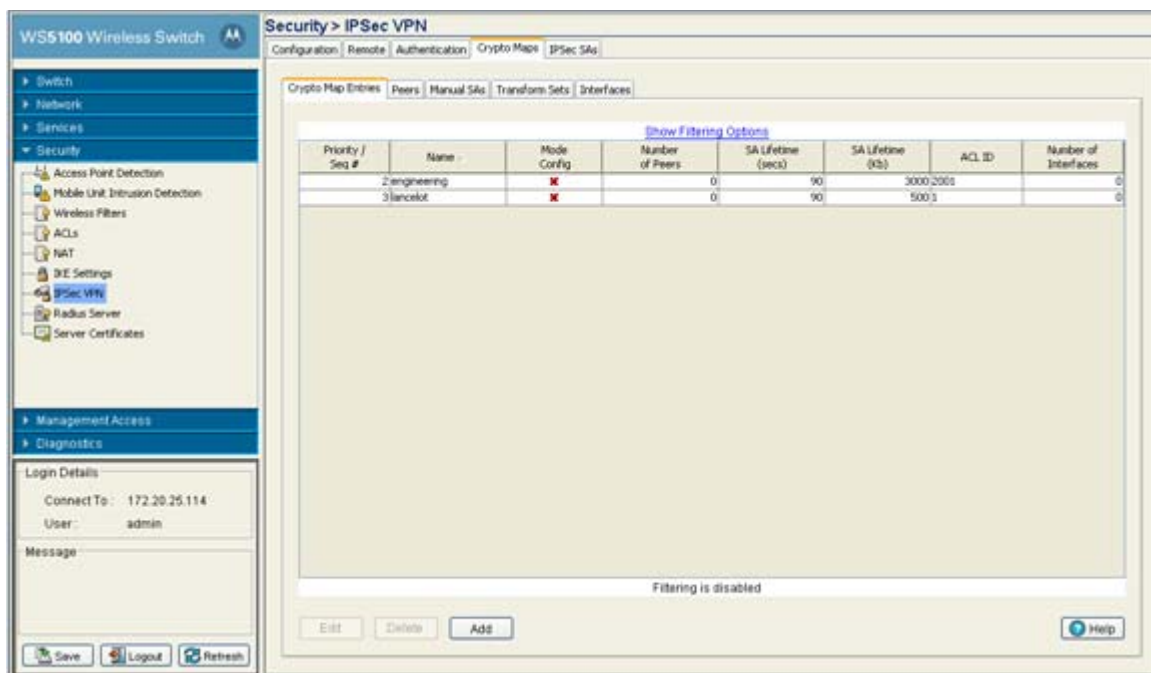 WS5100 Wireless Switch
Switch
Network
Services
Security
Access Point Detection
Mobile Unit Intrusion Detection
Wireless Filters
ACLs
NAT
IKE Settings
IPSec VPN
Radius Server
Server Certificates
Management Access
Diagnostics
Login Details
Connect To : 172.20.25.114
User : admin
Message
Save Logout Refresh
Security > IPSec VPN
Configuration Remote Authentication Crypto Maps IPSec SAs
Crypto Map Entries Peers Manual SAs Transform Sets Interfaces
Show Filtering Options
Priority / Seq # Name Mode Config Number of Peers SA Lifetime (secs) SA Lifetime (Kb) ACL ID Number of Interfaces
2 engineering 0 90 3000 2001 0
3 lancelot 0 90 500 1 0
Filtering is disabled
Edit Delete Add Help